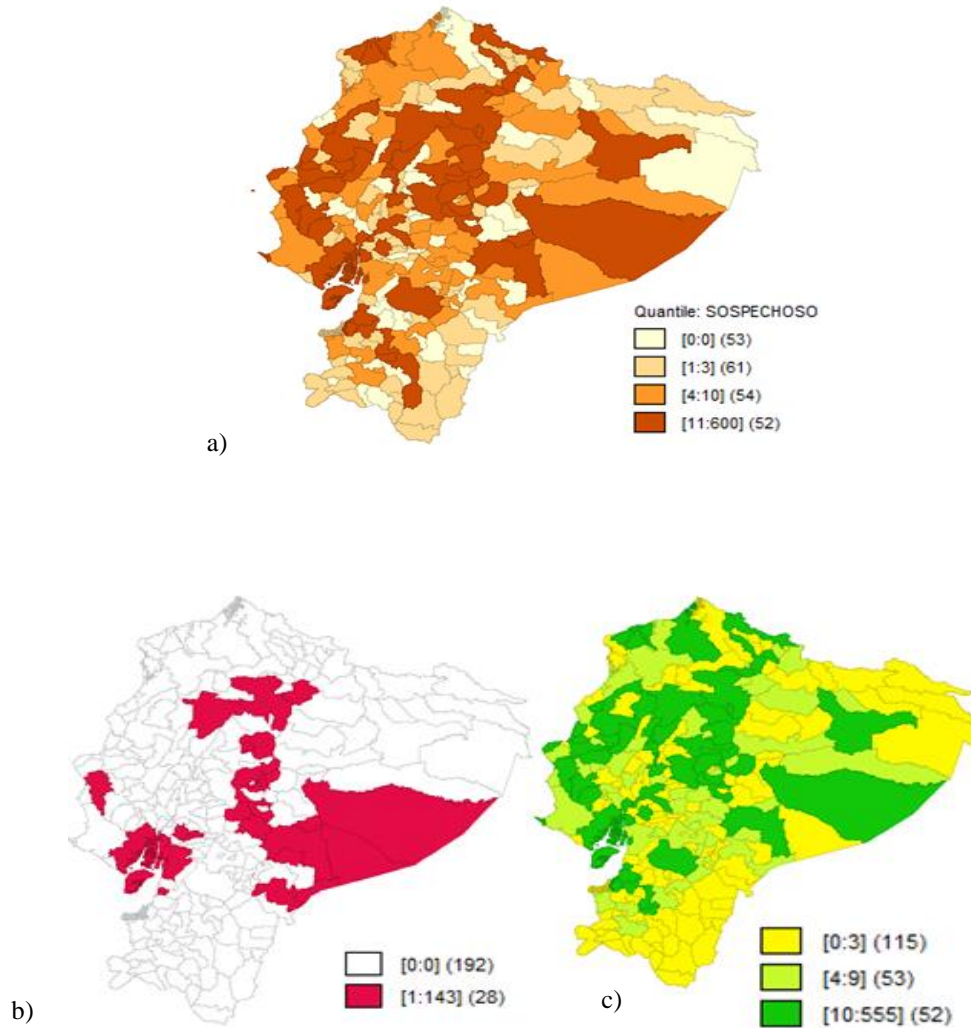 Quantile: SOSPECHOSO
[0:0] (53)
[1:3] (61)
[4:10] (54)
[11:600] (52)
a)
[0:0] (192)
[1:143] (28)
b)
[0:3] (115)
[4:9] (53)
[10:555] (52)
c)